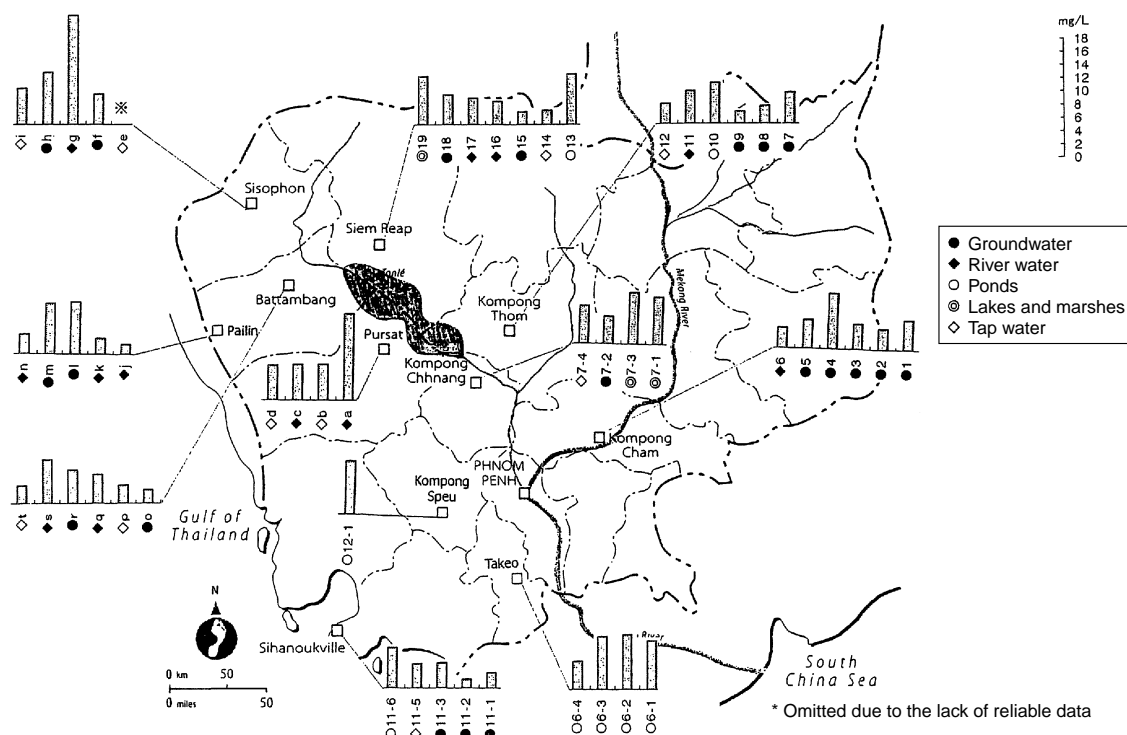 mg/L
18
16
14
12
10
8
6
4
2
0
i
h
g
f
※
e
19
18
17
16
15
14
13
12
11
10
9
8
7
Sisophon
Siem Reap
Battambang
Pailin
Pursat
Kompong
Thom
Kompong
Chhnang
Mekong River
Groundwater
River water
Ponds
Lakes and marshes
Tap water
n
m
l
k
j
d
c
b
a
7-4
7-2
7-3
7-1
6
5
4
3
2
1
Kompong
Cham
PHNOM
PENH
Kompong
Speu
t
s
r
q
p
o
Gulf of
Thailand
12-1
Takeo
N
Sihanoukville
0 km 50
0 miles 50
River
South
China Sea
11-6
11-5
11-3
11-2
11-1
6-4
6-3
6-2
6-1
* Omitted due to the lack of reliable data